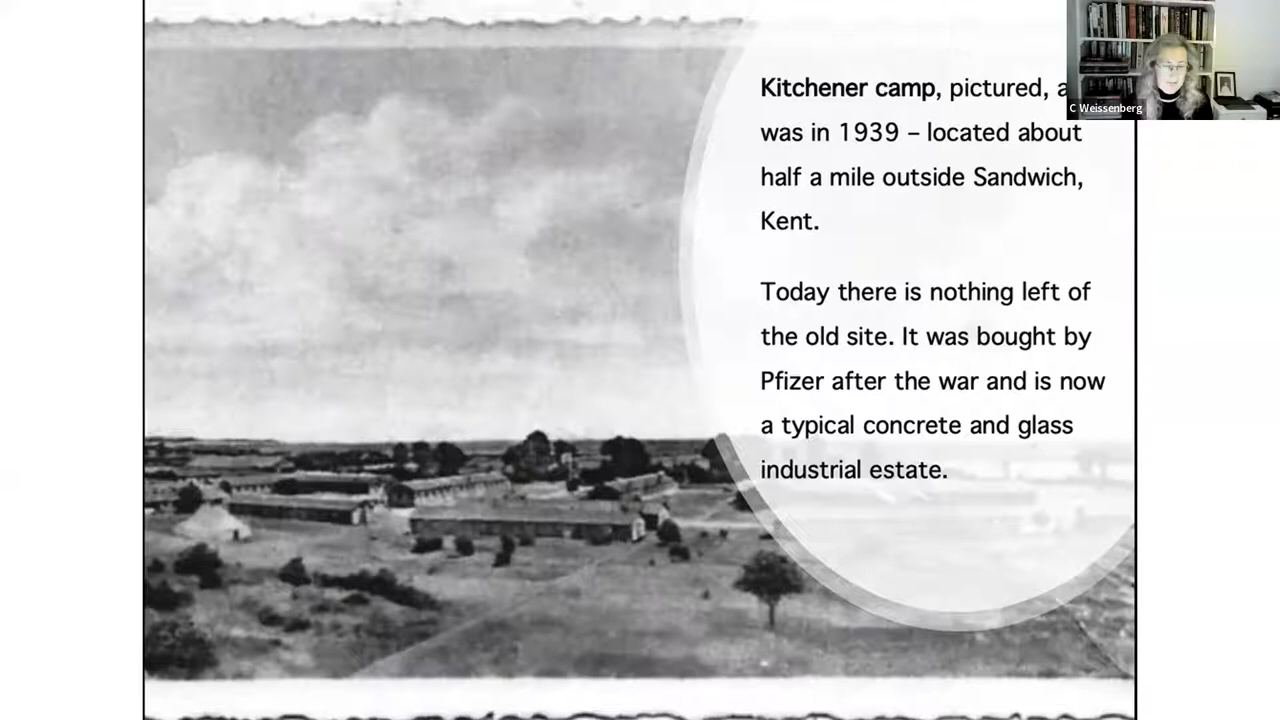 Kitchener camp, pictured, a
was in 1939 – located about
half a mile outside Sandwich,
Kent.
Today there is nothing left of
the old site. It was bought by
Pfizer after the war and is now
a typical concrete and glass
industrial estate.
C Weissenberg